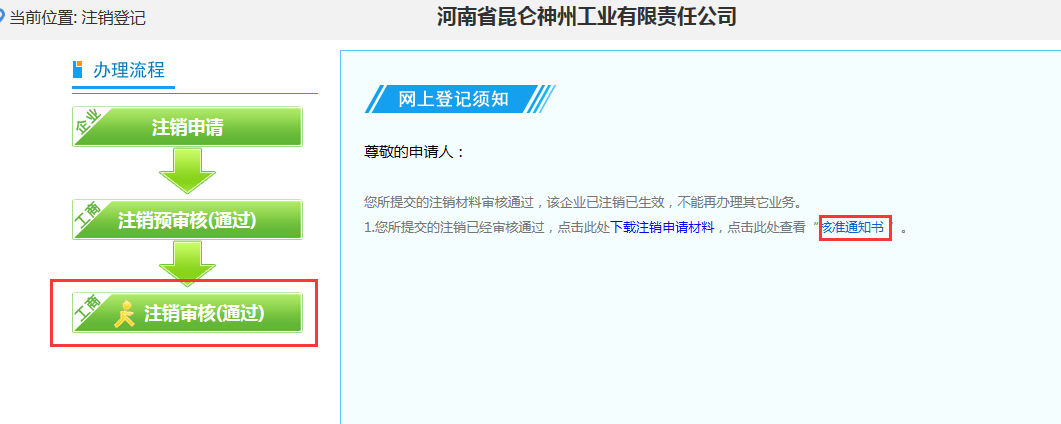 当前位置: 注销登记
河南省昆仑神州工业有限责任公司
办理流程
企业
注销申请
工商
注销预审核(通过)
工商
注销审核(通过)
网上登记须知
尊敬的申请人：
您所提交的注销材料审核通过，该企业已注销已生效，不能再办理其它业务。
1.您所提交的注销已经审核通过，点击此处下载注销申请材料，点击此处查看“核准通知书 ”。